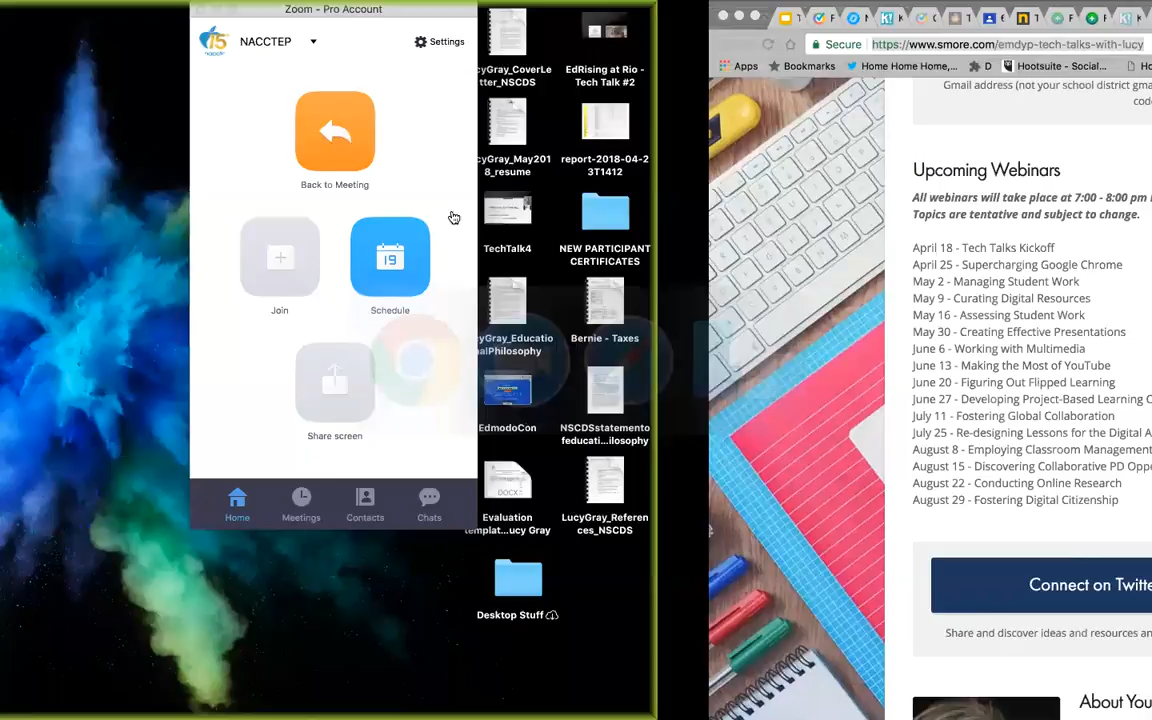 Zoom - Pro Account
NACCTEP
Settings
15
Back to Meeting
19
Join
Schedule
Share screen
Home
Meetings
Contacts
Chats
cyGray_CoverLe
tter_NSCDS
EdRising at Rio -
Tech Talk #2
cyGray_May201
8_resume
report-2018-04-2
3T1412
TechTalk4
NEW PARTICIPANT
CERTIFICATES
cyGray_Educatio
nalPhilosophy
Bernie - Taxes
EdmodoCon
NSCDSstatemento
feducati...ilosophy
DOCX
Evaluation
templat...ucy Gray
LucyGray_Referen
ces_NSCDS
Desktop Stuff
Secure
https://www.smore.com/emdyp-tech-talks-with-lucy
Apps
Bookmarks
Home Home Home,...
D
Hootsuite - Social...
Gmail address (not your school district gma
Upcoming Webinars
All webinars will take place at 7:00 - 8:00 pm
Topics are tentative and subject to change.
April 18 - Tech Talks Kickoff
April 25 - Supercharging Google Chrome
May 2 - Managing Student Work
May 9 - Curating Digital Resources
May 16 - Assessing Student Work
May 30 - Creating Effective Presentations
June 6 - Working with Multimedia
June 13 - Making the Most of YouTube
June 20 - Figuring Out Flipped Learning
June 27 - Developing Project-Based Learning C
July 11 - Fostering Global Collaboration
July 25 - Re-designing Lessons for the Digital A
August 8 - Employing Classroom Management
August 15 - Discovering Collaborative PD Oppo
August 22 - Conducting Online Research
August 29 - Fostering Digital Citizenship
Connect on Twitte
Share and discover ideas and resources an
About You